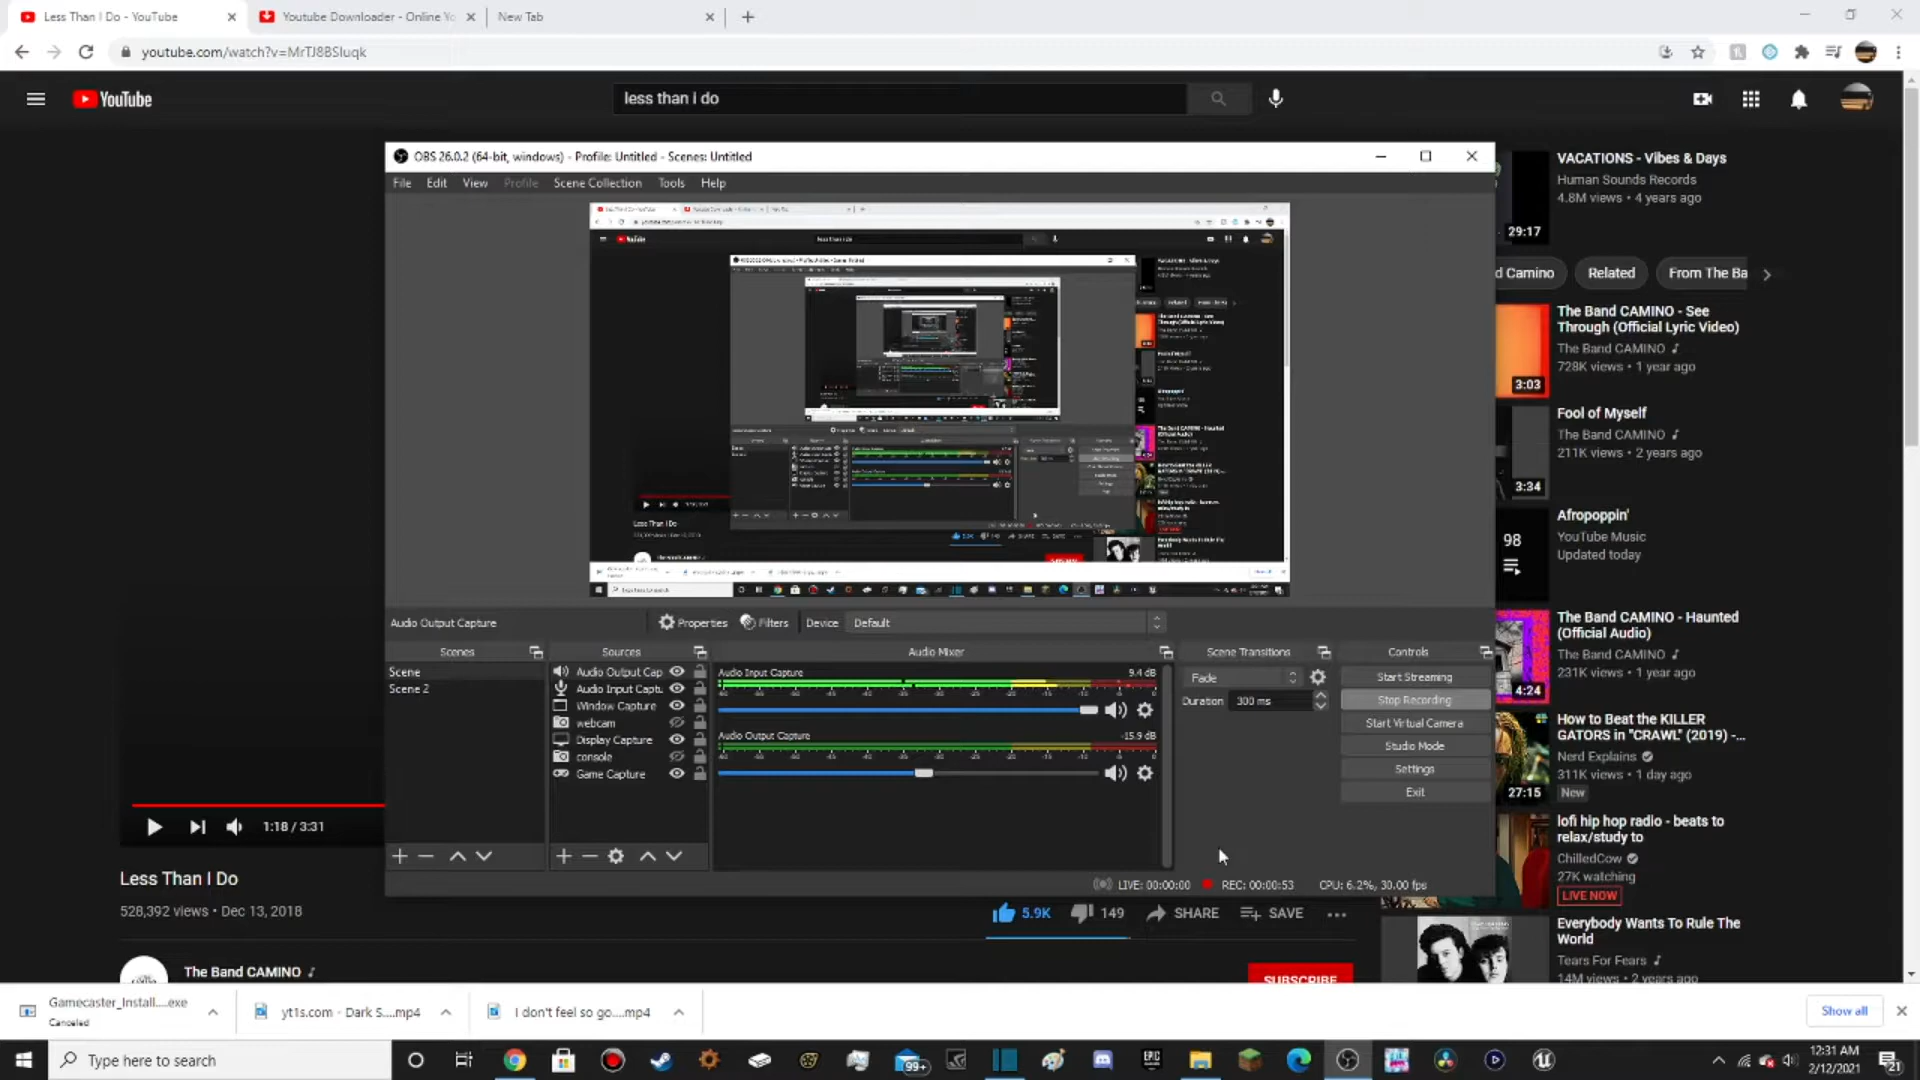 Less Than I Do - YouTube
Youtube Downloader - Online Yo
New Tab
youtube.com/watch?v=MrTJ8BSluqk
YouTube
less than i do
OBS 26.0.2 (64-bit, windows) - Profile: Untitled - Scenes: Untitled
File Edit View Profile Scene Collection Tools Help
VACATIONS - Vibes & Days
Human Sounds Records
4.8M views • 4 years ago
29:17
d Camino
Related
From The Ba
The Band CAMINO - See
Through (Official Lyric Video)
The Band CAMINO
728K views • 1 year ago
3:03
Fool of Myself
The Band CAMINO
211K views • 2 years ago
3:34
Afropoppin'
YouTube Music
Updated today
98
The Band CAMINO - Haunted
(Official Audio)
The Band CAMINO
231K views • 1 year ago
4:24
How to Beat the KILLER
GATORS in "CRAWL" (2019) -...
Nerd Explains
311K views • 1 day ago
New
27:15
lofi hip hop radio - beats to
relax/study to
ChilledCow
27K watching
LIVE NOW
Everybody Wants To Rule The
World
Tears For Fears
14M views • 2 years ago
Audio Output Capture
Properties
Filters
Device
Default
Scenes
Scene
Scene 2
Sources
Audio Output Cap
Audio Input Captu
Window Capture
webcam
Display Capture
console
Game Capture
Audio Mixer
Audio Input Capture
9.4 dB
Audio Output Capture
-15.9 dB
Scene Transitions
Fade
Duration 300 ms
Controls
Start Streaming
Stop Recording
Start Virtual Camera
Studio Mode
Settings
Exit
LIVE: 00:00:00
REC: 00:00:53
CPU: 6.2%, 30.00 fps
1:18 / 3:31
Less Than I Do
528,392 views • Dec 13, 2018
5.9K
149
SHARE
SAVE
The Band CAMINO
SUBSCRIBE
Gamecaster_Install....exe
Canceled
yt1s.com - Dark S....mp4
I don't feel so go....mp4
Show all
Type here to search
99+
EPIC
12:31 AM
2/12/2021
21